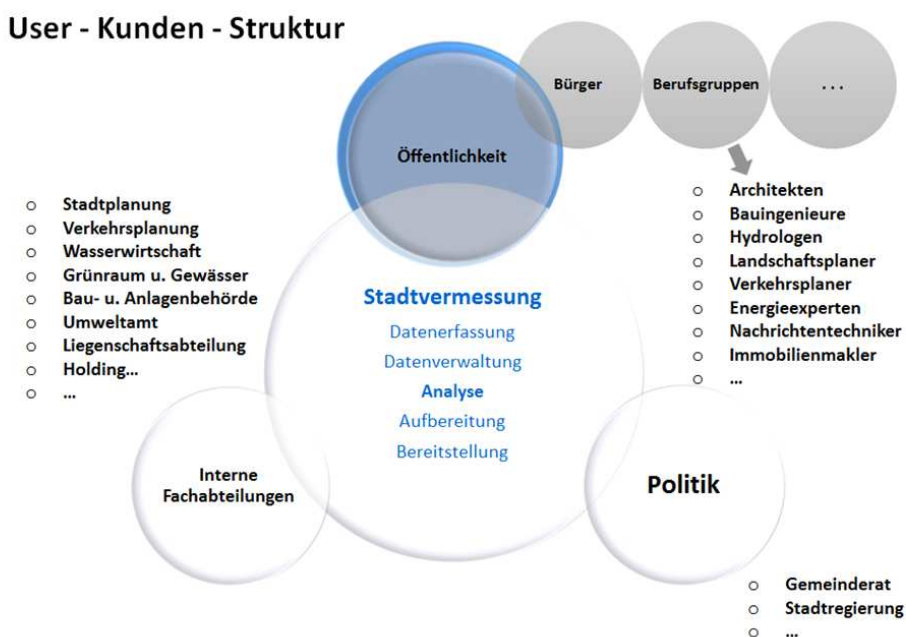 User - Kunden - Struktur
Bürger
Berufsgruppen
...
Öffentlichkeit
o Stadtplanung
o Verkehrsplanung
o Wasserwirtschaft
o Grünraum u. Gewässer
o Bau- u. Anlagenbehörde
o Umweltamt
o Liegenschaftsabteilung
o Holding...
o ...
o Architekten
o Bauingenieure
o Hydrologen
o Landschaftsplaner
o Verkehrsplaner
o Energieexperten
o Nachrichtentechniker
o Immobilienmakler
o ...
Stadtvermessung
Datenerfassung
Datenverwaltung
Analyse
Aufbereitung
Bereitstellung
Interne
Fachabteilungen
Politik
o Gemeinderat
o Stadtregierung
o ...